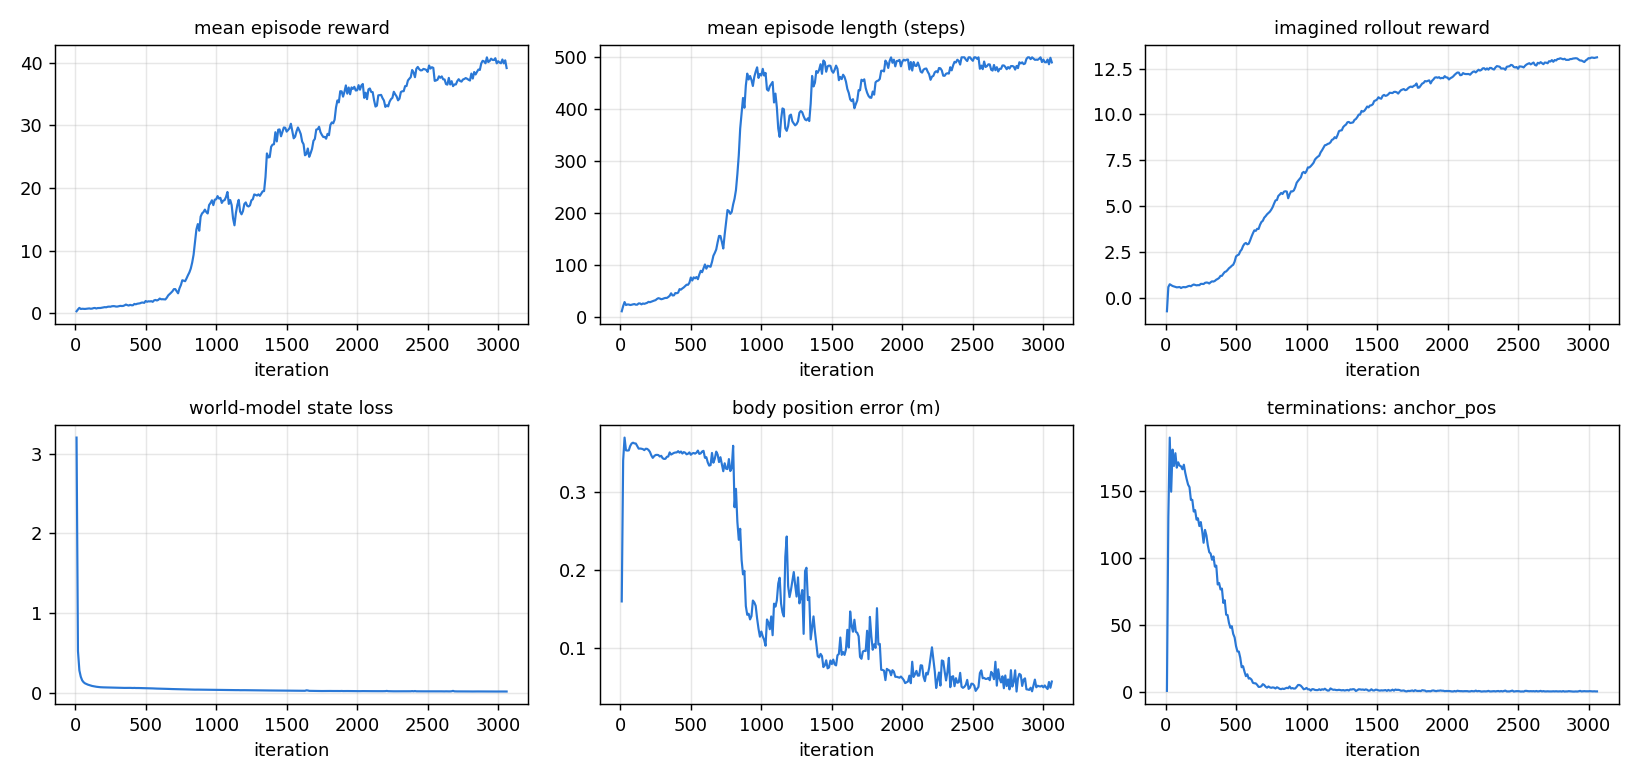 mean episode reward
40
30
20
10
0
0 500 1000 1500 2000 2500 3000
iteration
mean episode length (steps)
500
400
300
200
100
0
0 500 1000 1500 2000 2500 3000
iteration
imagined rollout reward
12.5
10.0
7.5
5.0
2.5
0.0
0 500 1000 1500 2000 2500 3000
iteration
world-model state loss
3
2
1
0
0 500 1000 1500 2000 2500 3000
iteration
body position error (m)
0.3
0.2
0.1
0 500 1000 1500 2000 2500 3000
iteration
terminations: anchor_pos
150
100
50
0
0 500 1000 1500 2000 2500 3000
iteration